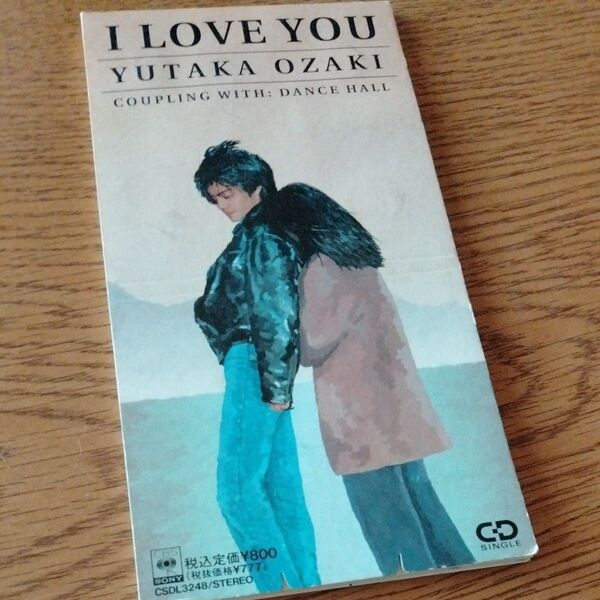 I LOVE YOU
YUTAKA OZAKI
COUPLING WITH: DANCE HALL
SONY
税込定価¥800
(税抜価格¥777)
CSDL3248/STEREO
CD
SINGLE